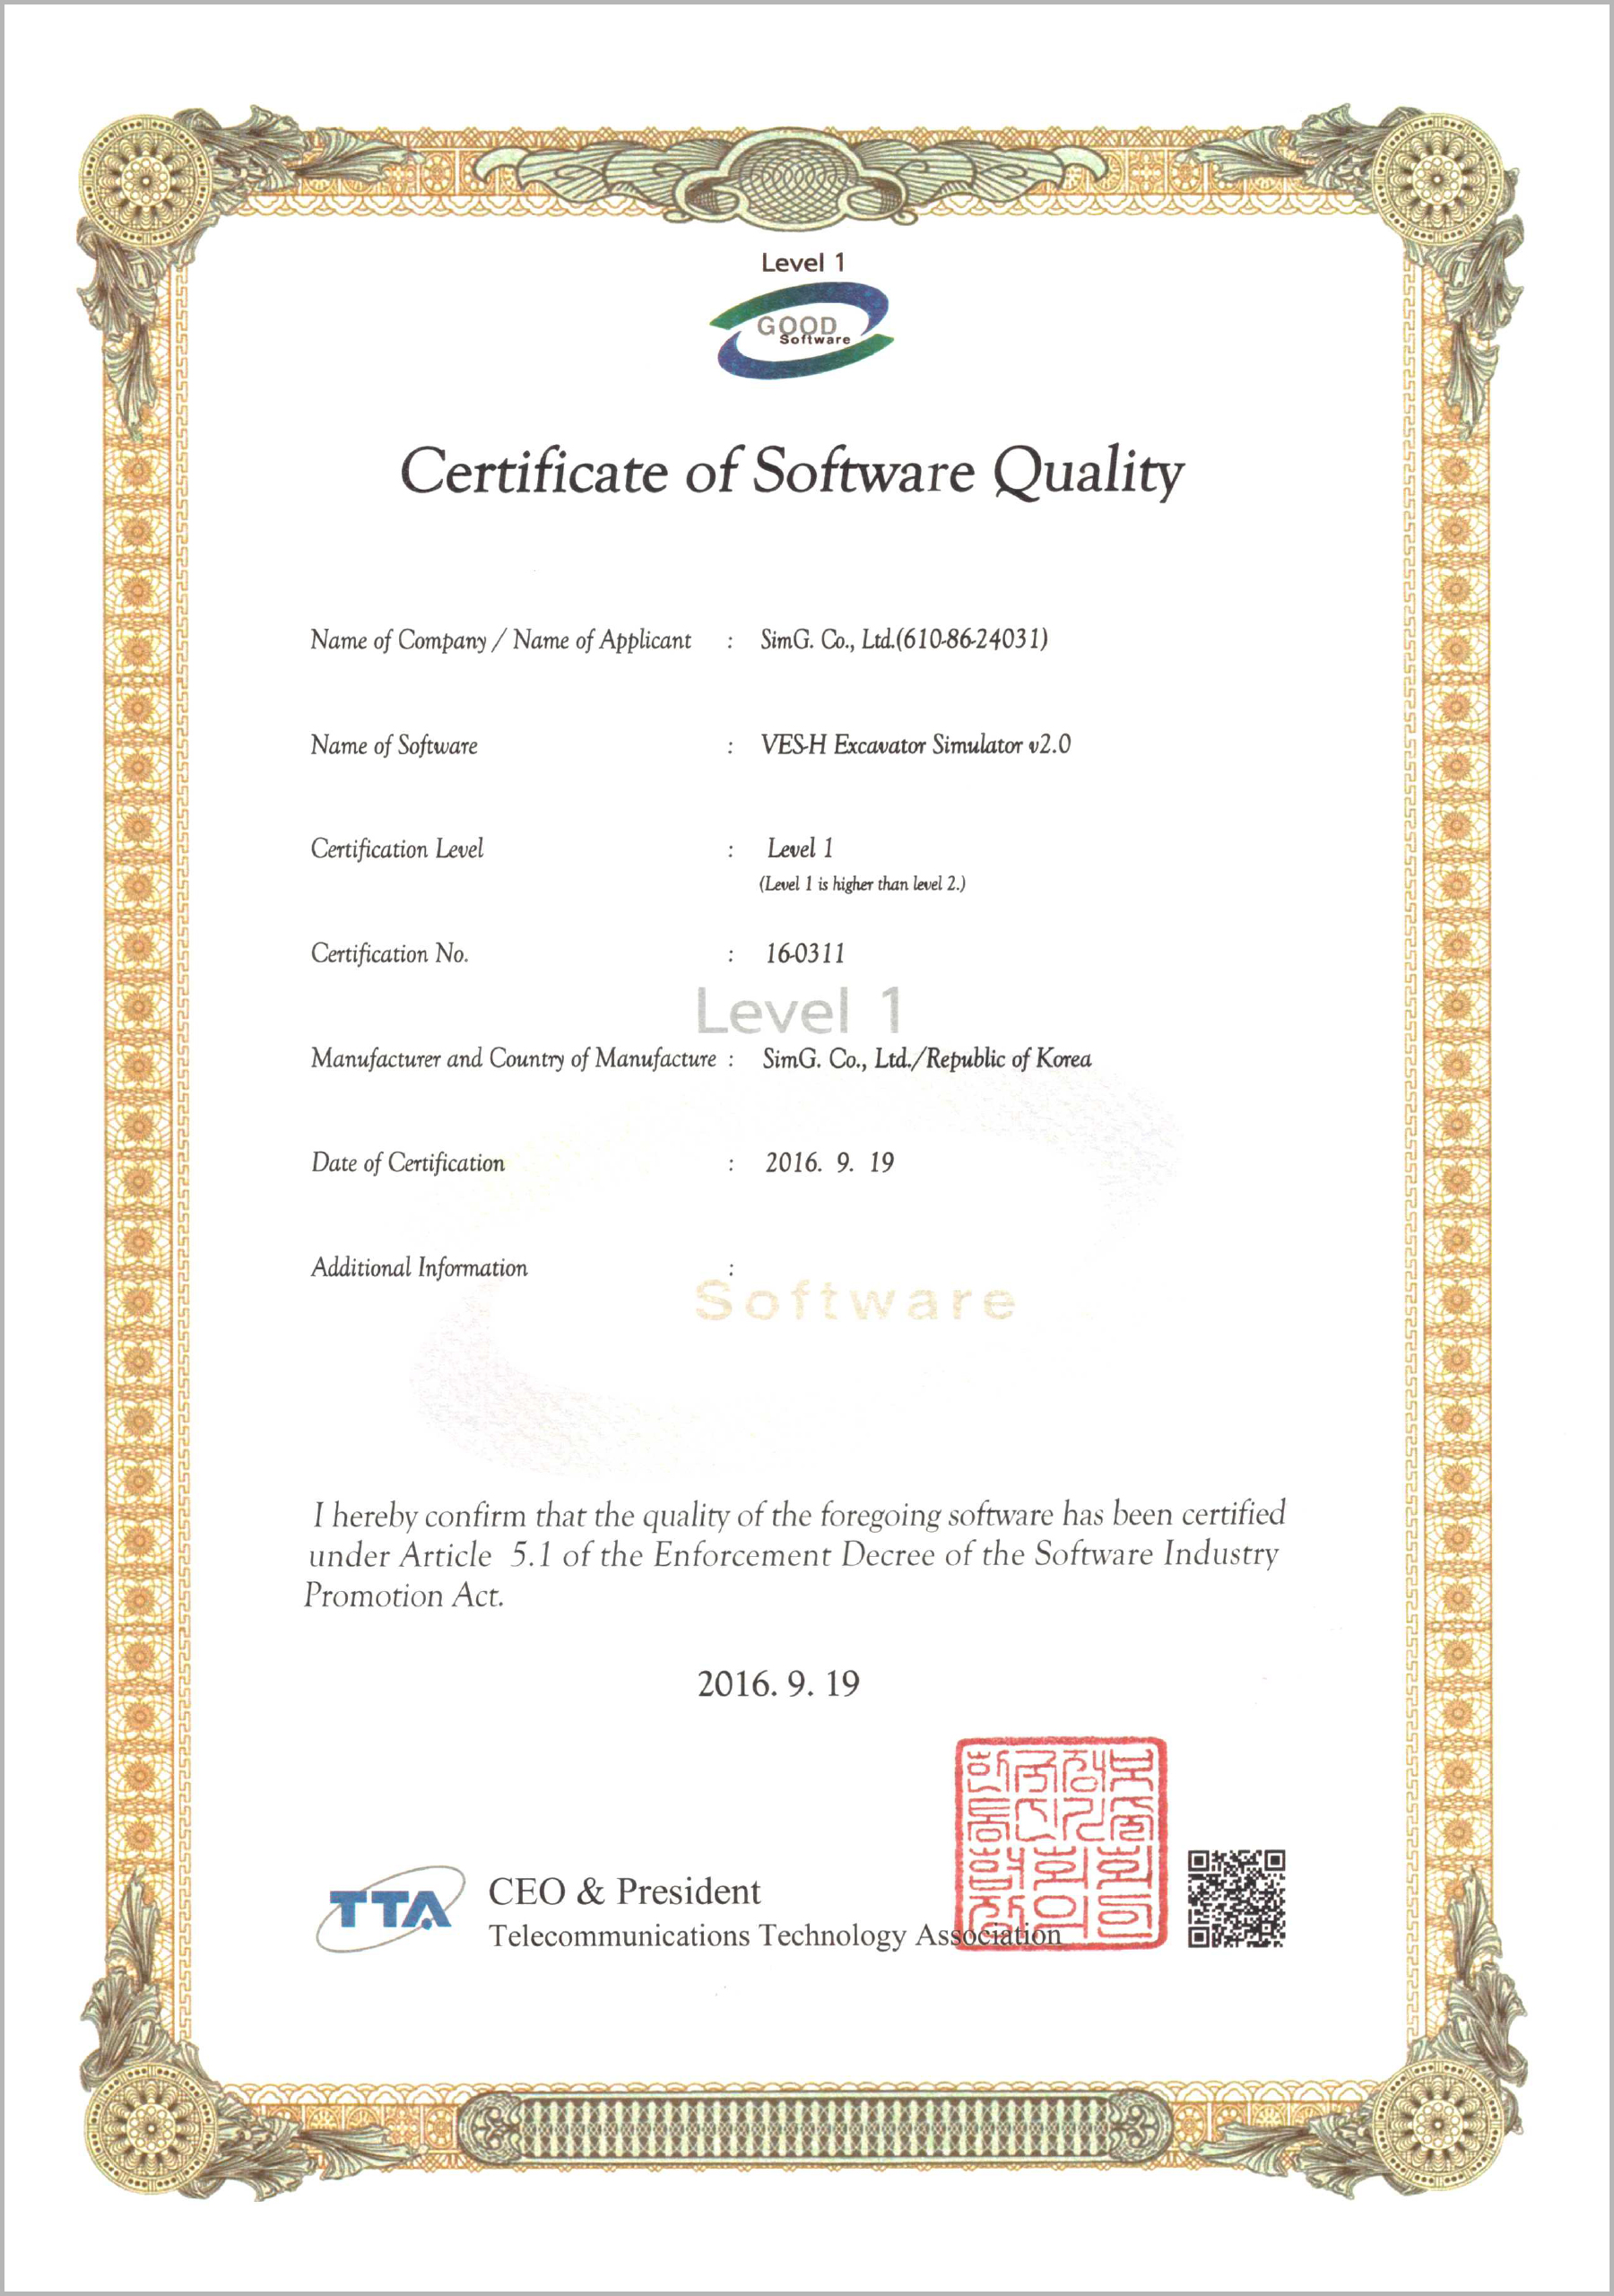 Level 1
GOOD
Software
Certificate of Software Quality
Name of Company / Name of Applicant : SimG. Co., Ltd.(610-86-24031)
Name of Software : VES-H Excavator Simulator v2.0
Certification Level : Level 1
(Level 1 is higher than level 2.)
Certification No. : 16-0311
Level 1
Manufacturer and Country of Manufacture : SimG. Co., Ltd./Republic of Korea
Date of Certification : 2016. 9. 19
Additional Information :
Software
I hereby confirm that the quality of the foregoing software has been certified
under Article 5.1 of the Enforcement Decree of the Software Industry
Promotion Act.
2016. 9. 19
TTA
CEO & President
Telecommunications Technology Association